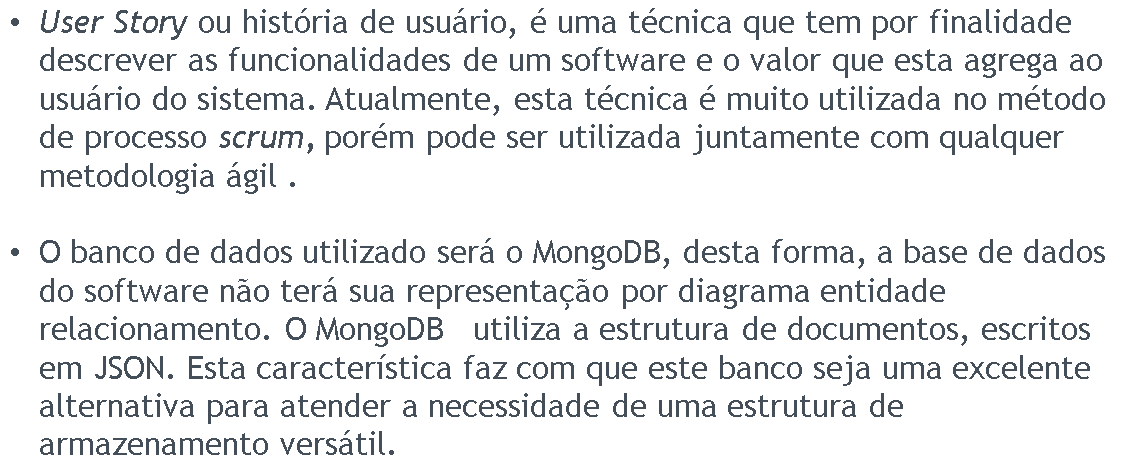 • User Story ou história de usuário, é uma técnica que tem por finalidade
descrever as funcionalidades de um software e o valor que esta agrega ao
usuário do sistema. Atualmente, esta técnica é muito utilizada no método
de processo scrum, porém pode ser utilizada juntamente com qualquer
metodologia ágil .
• O banco de dados utilizado será o MongoDB, desta forma, a base de dados
do software não terá sua representação por diagrama entidade
relacionamento. O MongoDB utiliza a estrutura de documentos, escritos
em JSON. Esta característica faz com que este banco seja uma excelente
alternativa para atender a necessidade de uma estrutura de
armazenamento versátil.